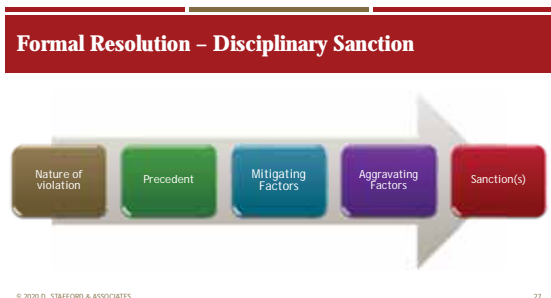 Formal Resolution – Disciplinary Sanction
Nature of
violation
Precedent
Mitigating
Factors
Aggravating
Factors
Sanction(s)
© 2020 D. STAFFORD & ASSOCIATES
27